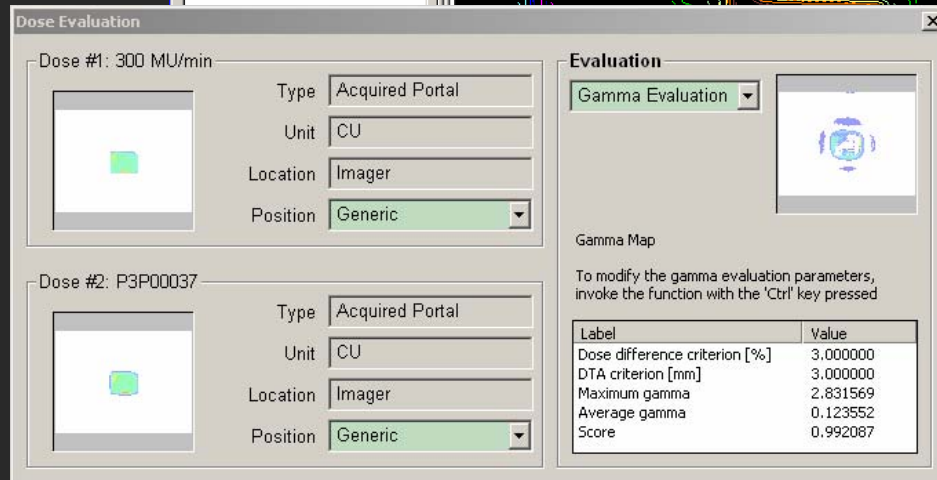 Dose Evaluation
Dose #1: 300 MU/min
Type Acquired Portal
Unit CU
Location Imager
Position Generic
Dose #2: P3P00037
Type Acquired Portal
Unit CU
Location Imager
Position Generic
Evaluation
Gamma Evaluation
Gamma Map
To modify the gamma evaluation parameters,
invoke the function with the 'Ctrl' key pressed
Label Value
Dose difference criterion [%] 3.000000
DTA criterion [mm] 3.000000
Maximum gamma 2.831569
Average gamma 0.123552
Score 0.992087